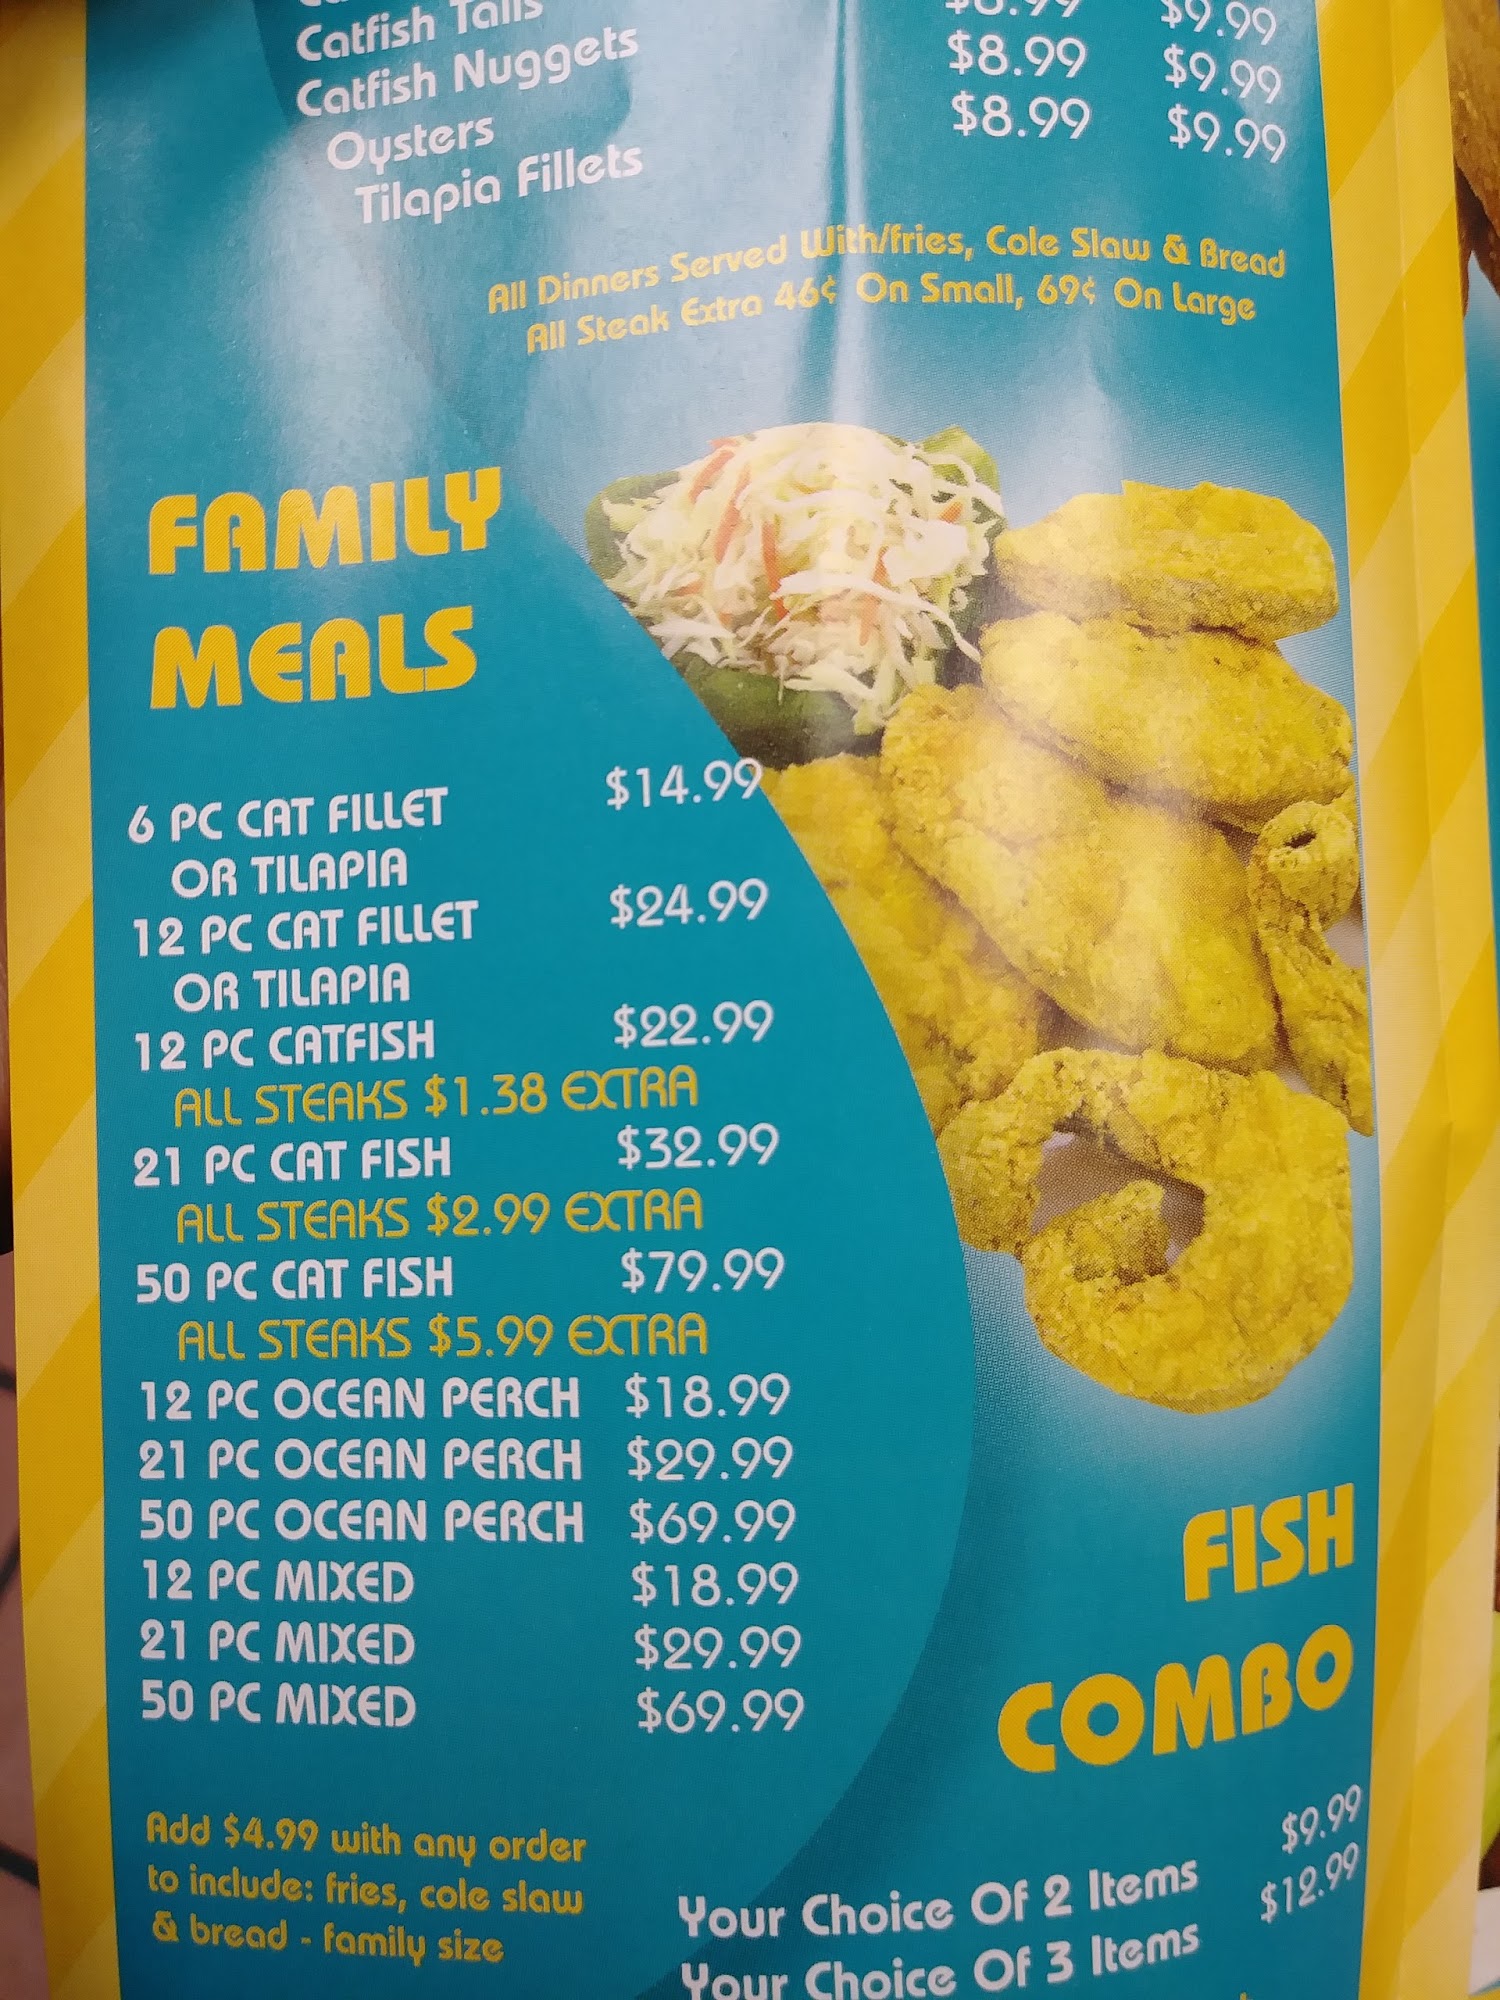 Catfish Tails $9.99
Catfish Nuggets $8.99 $9.99
Oysters $8.99 $9.99
Tilapia Fillets
All Dinners Served With/fries, Cole Slaw & Bread
All Steak Extra 46¢ On Small, 69¢ On Large
FAMILY
MEALS
6 PC CAT FILLET $14.99
OR TILAPIA
12 PC CAT FILLET $24.99
OR TILAPIA
12 PC CATFISH $22.99
ALL STEAKS $1.38 EXTRA
21 PC CAT FISH $32.99
ALL STEAKS $2.99 EXTRA
50 PC CAT FISH $79.99
ALL STEAKS $5.99 EXTRA
12 PC OCEAN PERCH $18.99
21 PC OCEAN PERCH $29.99
50 PC OCEAN PERCH $69.99
12 PC MIXED $18.99
21 PC MIXED $29.99
50 PC MIXED $69.99
Add $4.99 with any order
to include: fries, cole slaw
& bread - family size
FISH
COMBO
Your Choice Of 2 Items $9.99
Your Choice Of 3 Items $12.99